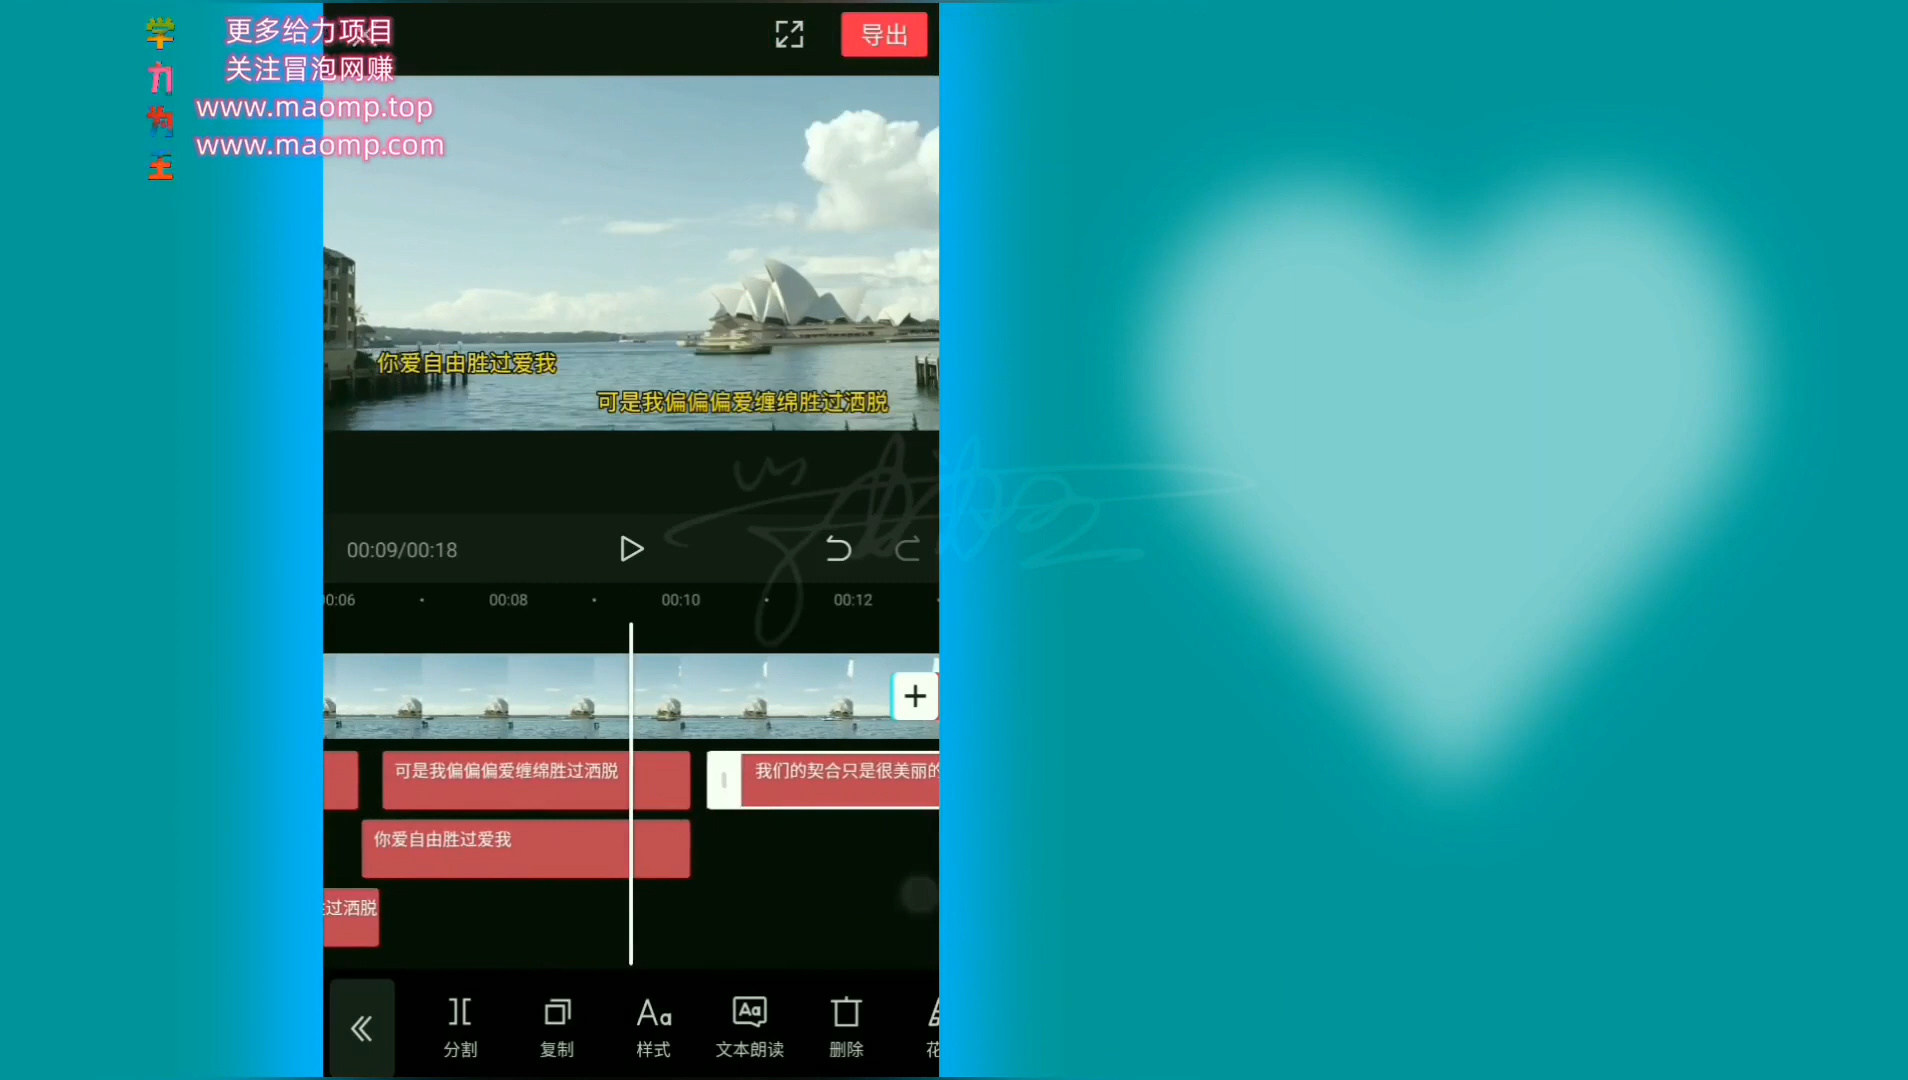 学力为主
更多给力项目
关注冒泡网赚
www.maomp.top
www.maomp.com
导出
你爱自由胜过爱我
可是我偏偏偏爱缠绵胜过洒脱
00:09/00:18
0:06 00:08 00:10 00:12
可是我偏偏偏爱缠绵胜过洒脱
我们的契合只是很美丽的
你爱自由胜过爱我
过洒脱
分割 复制 样式 文本朗读 删除 花